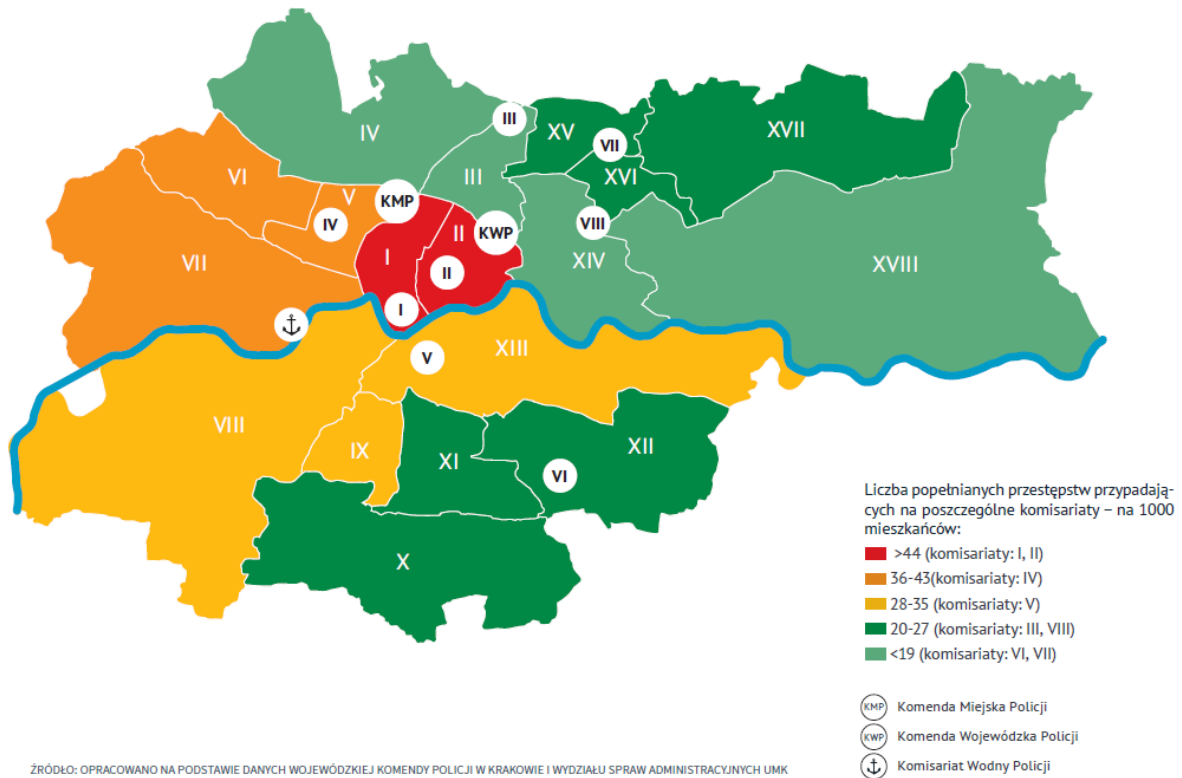 III
IV
XV
VII
XVII
VI
III
XVI
V
KMP
IV
II
KWP
VIII
I
XIV
VII
II
XVIII
I
XIII
V
VIII
IX
XI
XII
VI
X
Liczba popełnianych przestępstw przypadają-
cych na poszczególne komisariaty – na 1000
mieszkańców:
>44 (komisariaty: I, II)
36-43(komisariaty: IV)
28-35 (komisariaty: V)
20-27 (komisariaty: III, VIII)
<19 (komisariaty: VI, VII)
KMP Komenda Miejska Policji
KWP Komenda Wojewódzka Policji
Komisariat Wodny Policji
ŹRÓDŁO: OPRACOWANO NA PODSTAWIE DANYCH WOJEWÓDZKIEJ KOMENDY POLICJI W KRAKOWIE I WYDZIAŁU SPRAW ADMINISTRACYJNYCH UMK